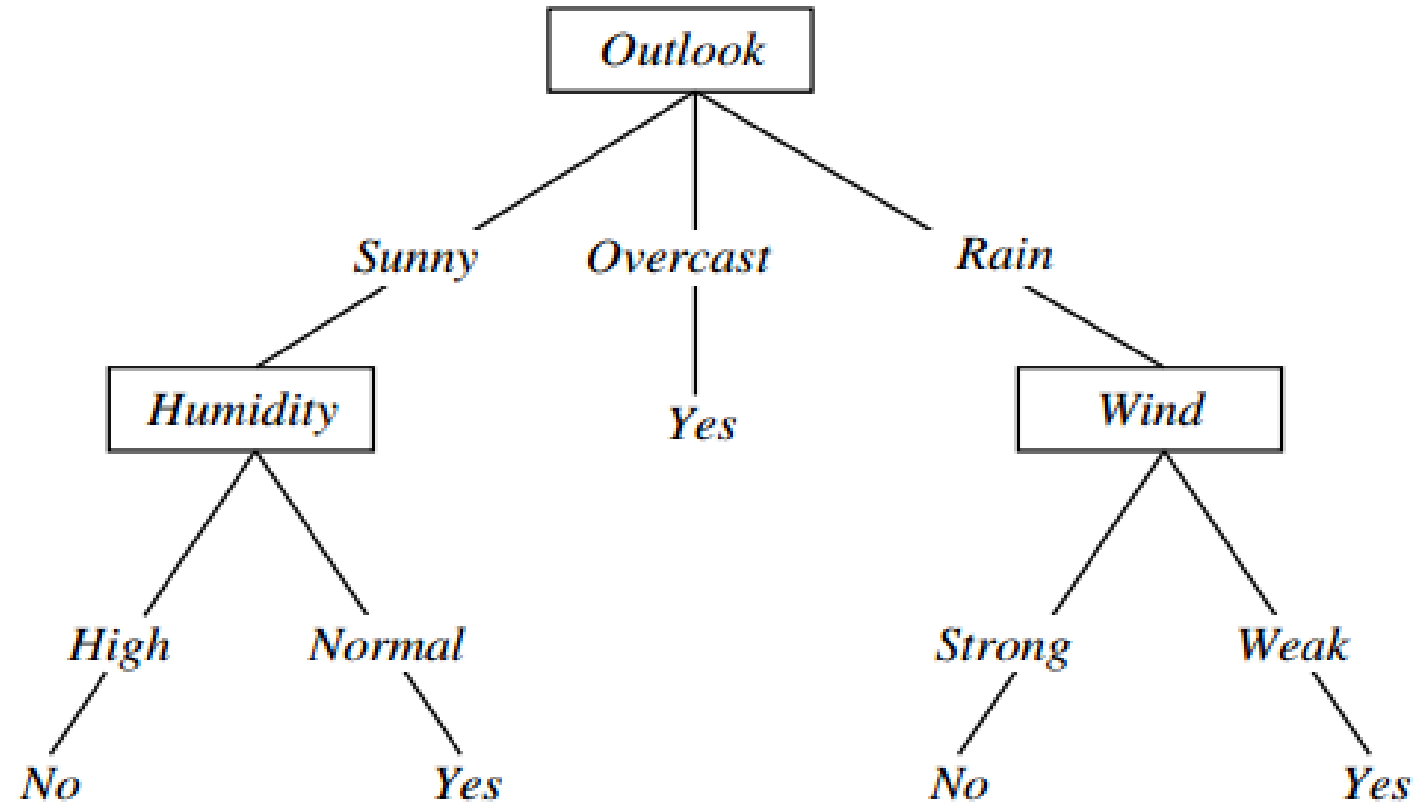 Outlook
Sunny Overcast Rain
Humidity Wind
Yes
High Normal Strong Weak
No Yes No Yes